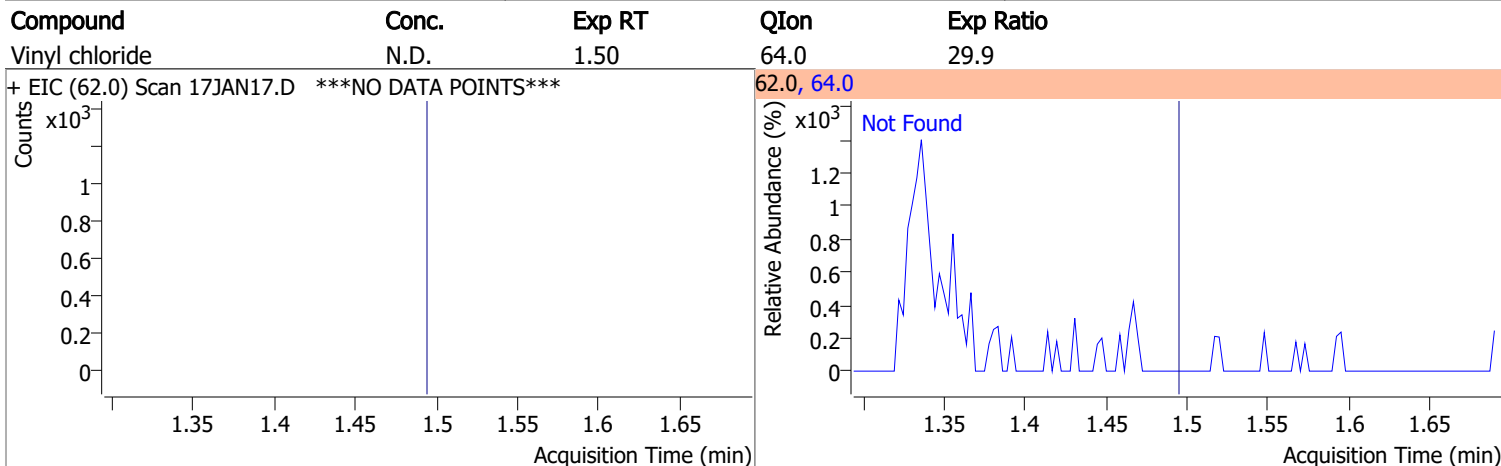 Compound Conc. Exp RT QIon Exp Ratio
Vinyl chloride N.D. 1.50 64.0 29.9
+ EIC (62.0) Scan 17JAN17.D ***NO DATA POINTS***
Counts
x10³
1
0.8
0.6
0.4
0.2
0
1.35 1.4 1.45 1.5 1.55 1.6 1.65
Acquisition Time (min)
62.0, 64.0
Relative Abundance (%)
x10³
Not Found
1.2
1
0.8
0.6
0.4
0.2
0
1.35 1.4 1.45 1.5 1.55 1.6 1.65
Acquisition Time (min)